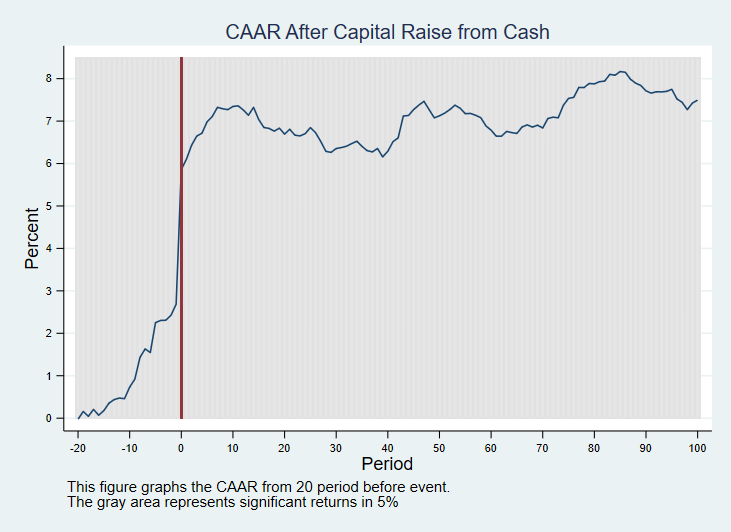 CAAR After Capital Raise from Cash
Percent
8
7
6
5
4
3
2
1
0
-20 -10 0 10 20 30 40 50 60 70 80 90 100
Period
This figure graphs the CAAR from 20 period before event.
The gray area represents significant returns in 5%